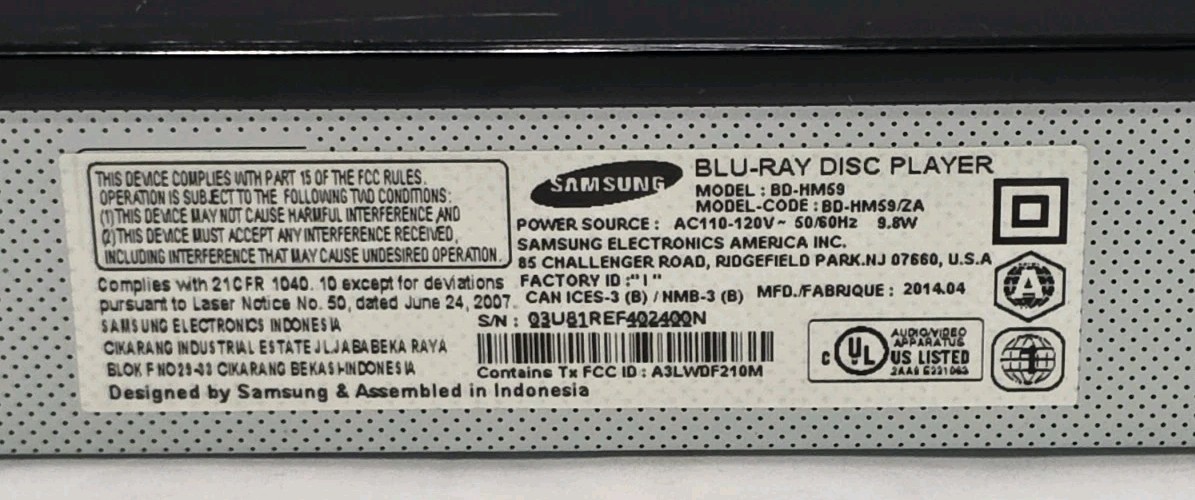 THIS DEVICE COMPLIES WITH PART 15 OF THE FCC RULES.
OPERATION IS SUBJECT TO THE FOLLOWING TWO CONDITIONS:
(1)THIS DEVICE MAY NOT CAUSE HARMFUL INTERFERENCE AND
(2)THIS DEVICE MUST ACCEPT ANY INTERFERENCE RECEIVED,
INCLUDING INTERFERENCE THAT MAY CAUSE UNDESIRED OPERATION.
Complies with 21CFR 1040. 10 except for deviations
pursuant to Laser Notice No. 50, dated June 24, 2007.
SAMSUNG ELECTRONICS INDONESIA
CIKARANG INDUSTRIAL ESTATE JL.JABABEKA RAYA
BLOK F NO29-33 CIKARANG BEKASI-INDONESIA
Designed by Samsung & Assembled in Indonesia
SAMSUNG
BLU-RAY DISC PLAYER
MODEL : BD-HM59
MODEL-CODE : BD-HM59/ZA
POWER SOURCE : AC110-120V~ 50/60Hz 9.8W
SAMSUNG ELECTRONICS AMERICA INC.
85 CHALLENGER ROAD, RIDGEFIELD PARK.NJ 07660, U.S.A
FACTORY ID :"I"
CAN ICES-3 (B) / NMB-3 (B) MFD./FABRIQUE : 2014.04
S/N : 03U81REF402400N
Contains Tx FCC ID : A3LWDF210M
C UL
AUDIO/VIDEO
APPARATUS
US LISTED
A
1